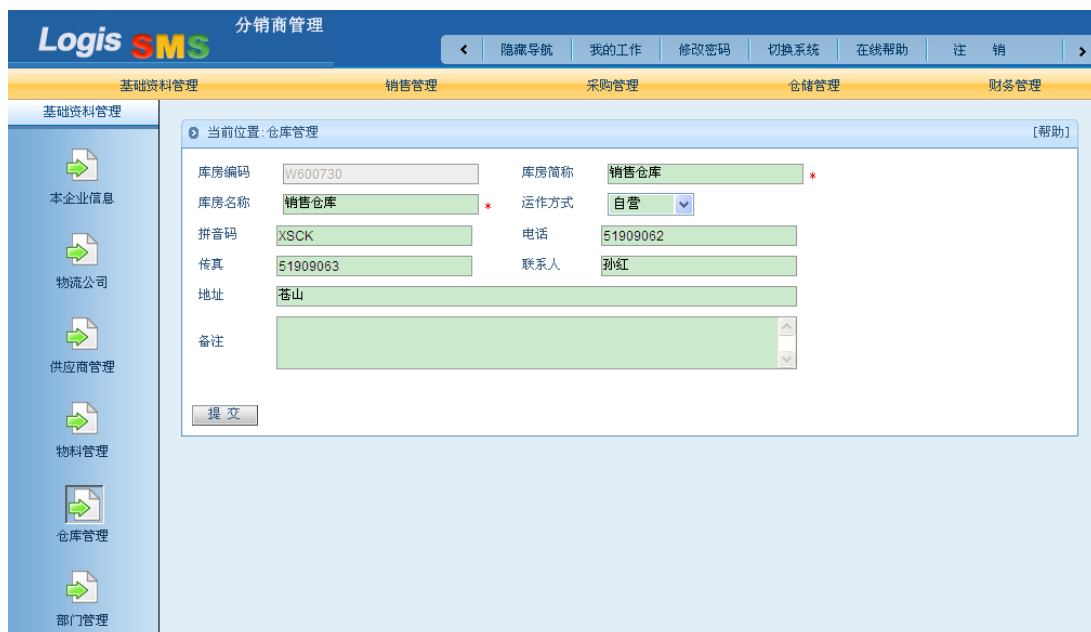 Logis SMS
分销商管理
隐藏导航 我的工作 修改密码 切换系统 在线帮助 注 销
基础资料管理 销售管理 采购管理 仓储管理 财务管理
基础资料管理
当前位置:仓库管理 [帮助]
库房编码 W600730 库房简称 销售仓库 *
库房名称 销售仓库 * 运作方式 自营
拼音码 XSCK 电话 51909062
传真 51909063 联系人 孙红
地址 苍山
备注
提 交
本企业信息
物流公司
供应商管理
物料管理
仓库管理
部门管理